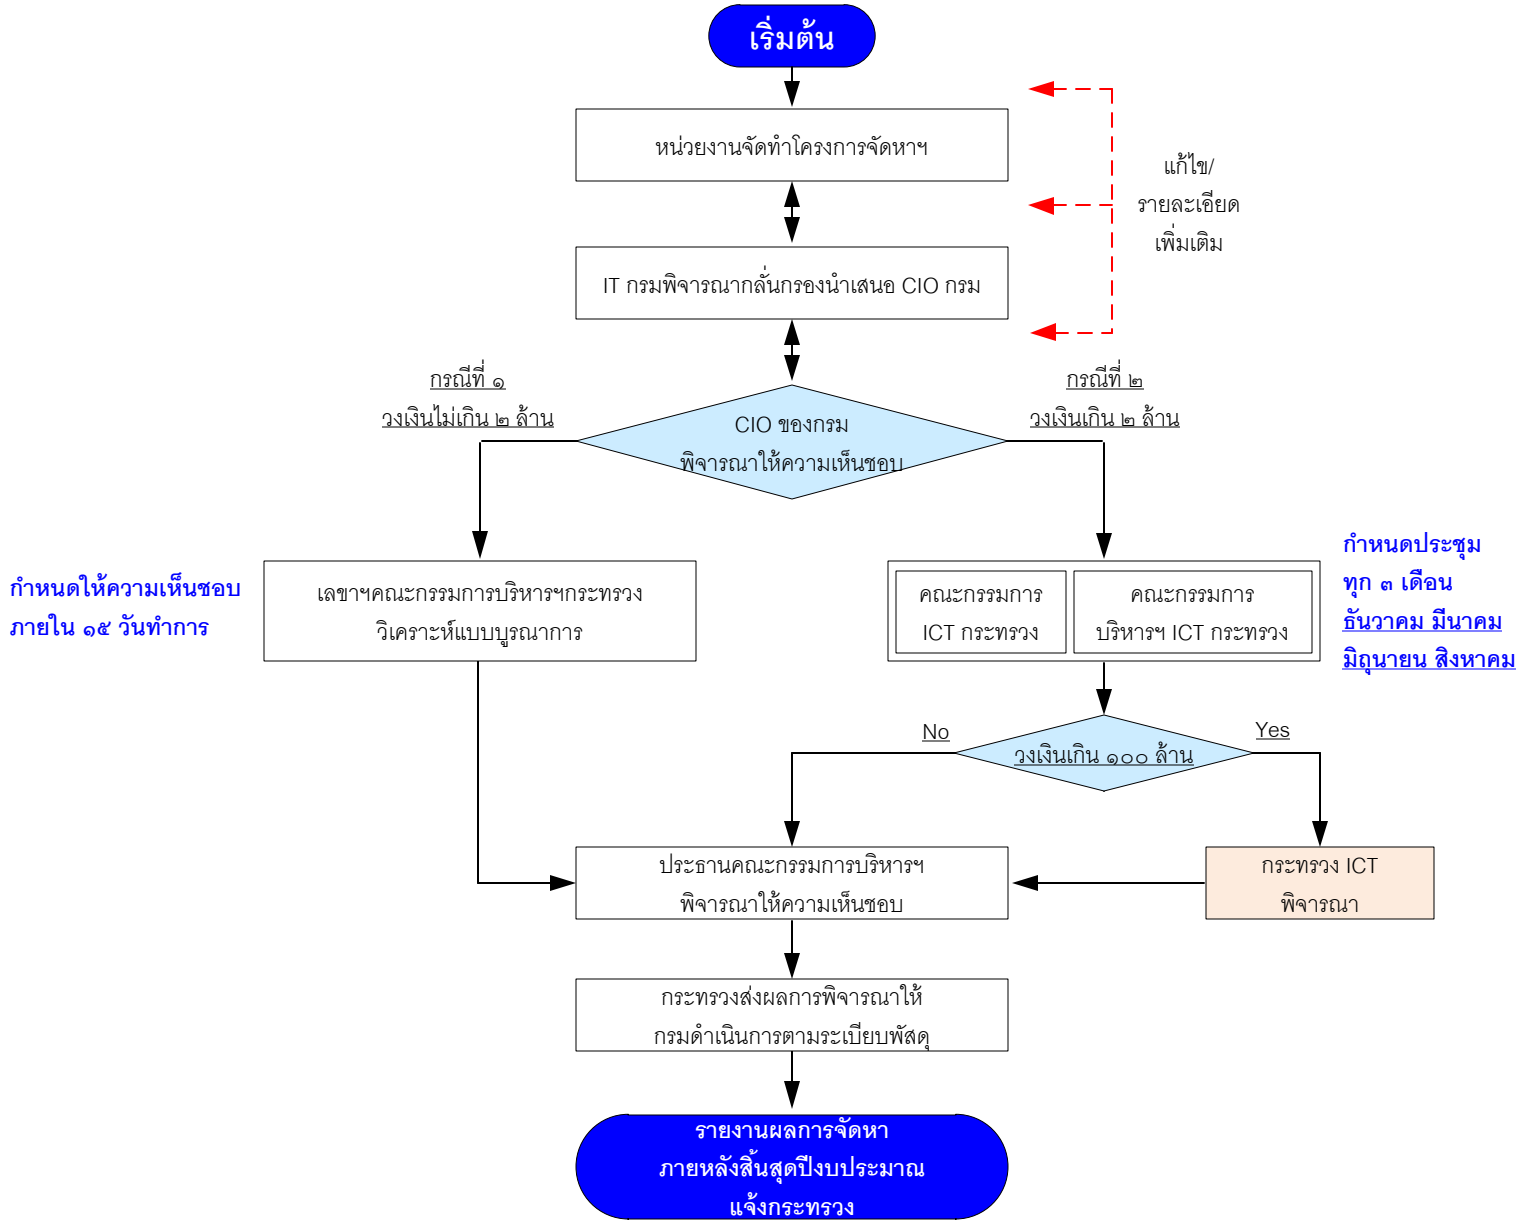 เริ่มต้น
หน่วยงานจัดทำโครงการจัดหาฯ
แก้ไข/
รายละเอียด
เพิ่มเติม
IT กรมพิจารณากลั่นกรองนำเสนอ CIO กรม
กรณีที่ ๑
วงเงินไม่เกิน ๒ ล้าน
กรณีที่ ๒
วงเงินเกิน ๒ ล้าน
CIO ของกรม
พิจารณาให้ความเห็นชอบ
กำหนดให้ความเห็นชอบ
ภายใน ๑๕ วันทำการ
เลขาฯคณะกรรมการบริหารฯกระทรวง
วิเคราะห์แบบบูรณาการ
คณะกรรมการ
ICT กระทรวง
คณะกรรมการ
บริหารฯ ICT กระทรวง
กำหนดประชุม
ทุก ๓ เดือน
ธันวาคม มีนาคม
มิถุนายน สิงหาคม
No
วงเงินเกิน ๑๐๐ ล้าน
Yes
ประธานคณะกรรมการบริหารฯ
พิจารณาให้ความเห็นชอบ
กระทรวง ICT
พิจารณา
กระทรวงส่งผลการพิจารณาให้
กรมดำเนินการตามระเบียบพัสดุ
รายงานผลการจัดหา
ภายหลังสิ้นสุดปีงบประมาณ
แจ้งกระทรวง